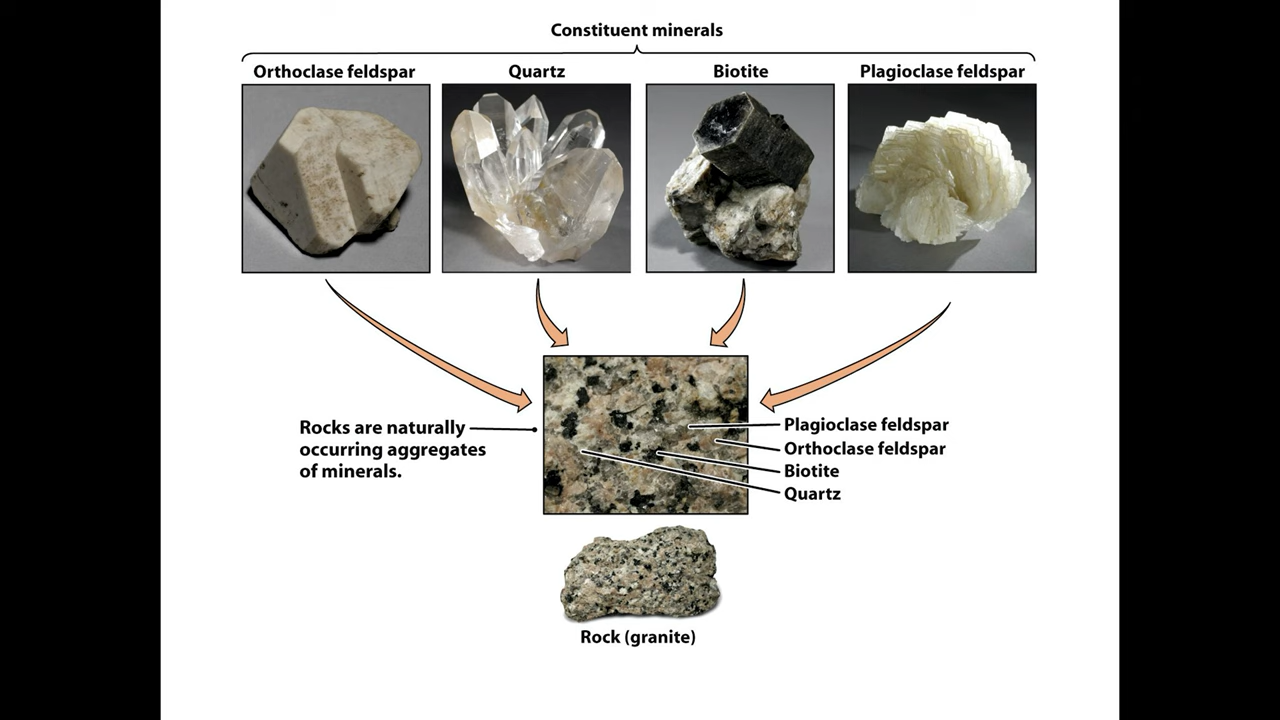 Constituent minerals
Orthoclase feldspar
Quartz
Biotite
Plagioclase feldspar
Rocks are naturally
occurring aggregates
of minerals.
Plagioclase feldspar
Orthoclase feldspar
Biotite
Quartz
Rock (granite)